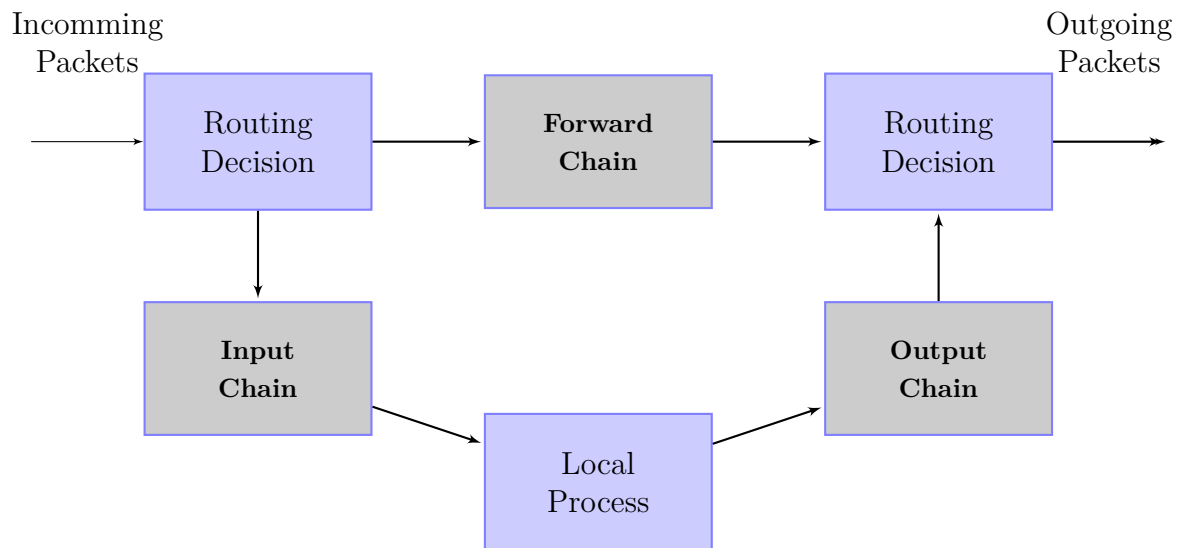 Incomming
Packets
Outgoing
Packets
Routing
Decision
Forward
Chain
Routing
Decision
Input
Chain
Output
Chain
Local
Process